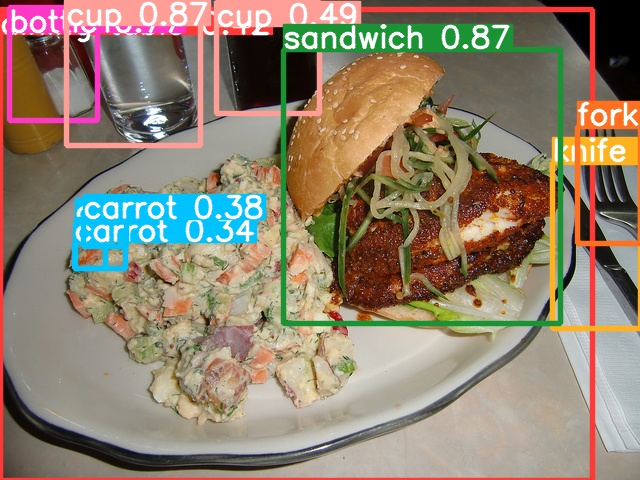 cup 0.87
cup 0.49
sandwich 0.87
fork
knife
carrot 0.38
carrot 0.34